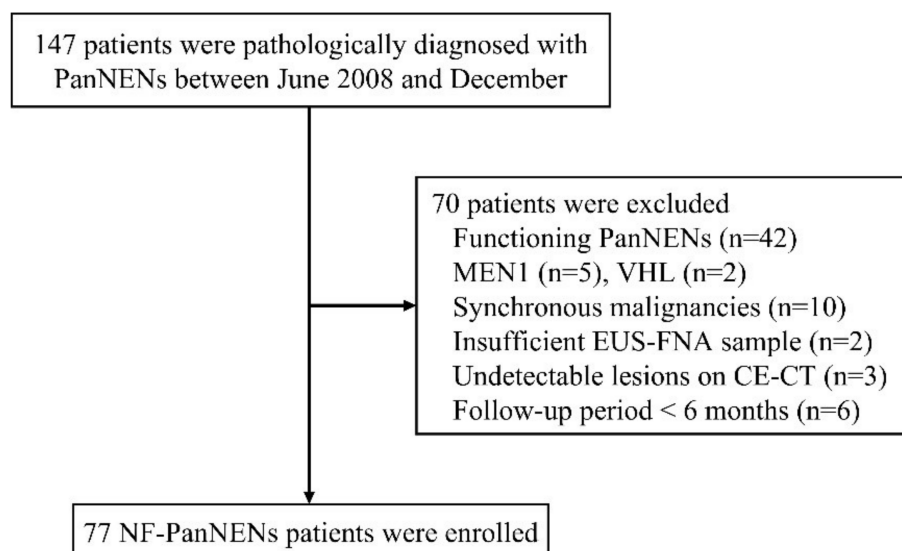 147 patients were pathologically diagnosed with
PanNENs between June 2008 and December
70 patients were excluded
Functioning PanNENs (n=42)
MEN1 (n=5), VHL (n=2)
Synchronous malignancies (n=10)
Insufficient EUS-FNA sample (n=2)
Undetectable lesions on CE-CT (n=3)
Follow-up period < 6 months (n=6)
77 NF-PanNENs patients were enrolled